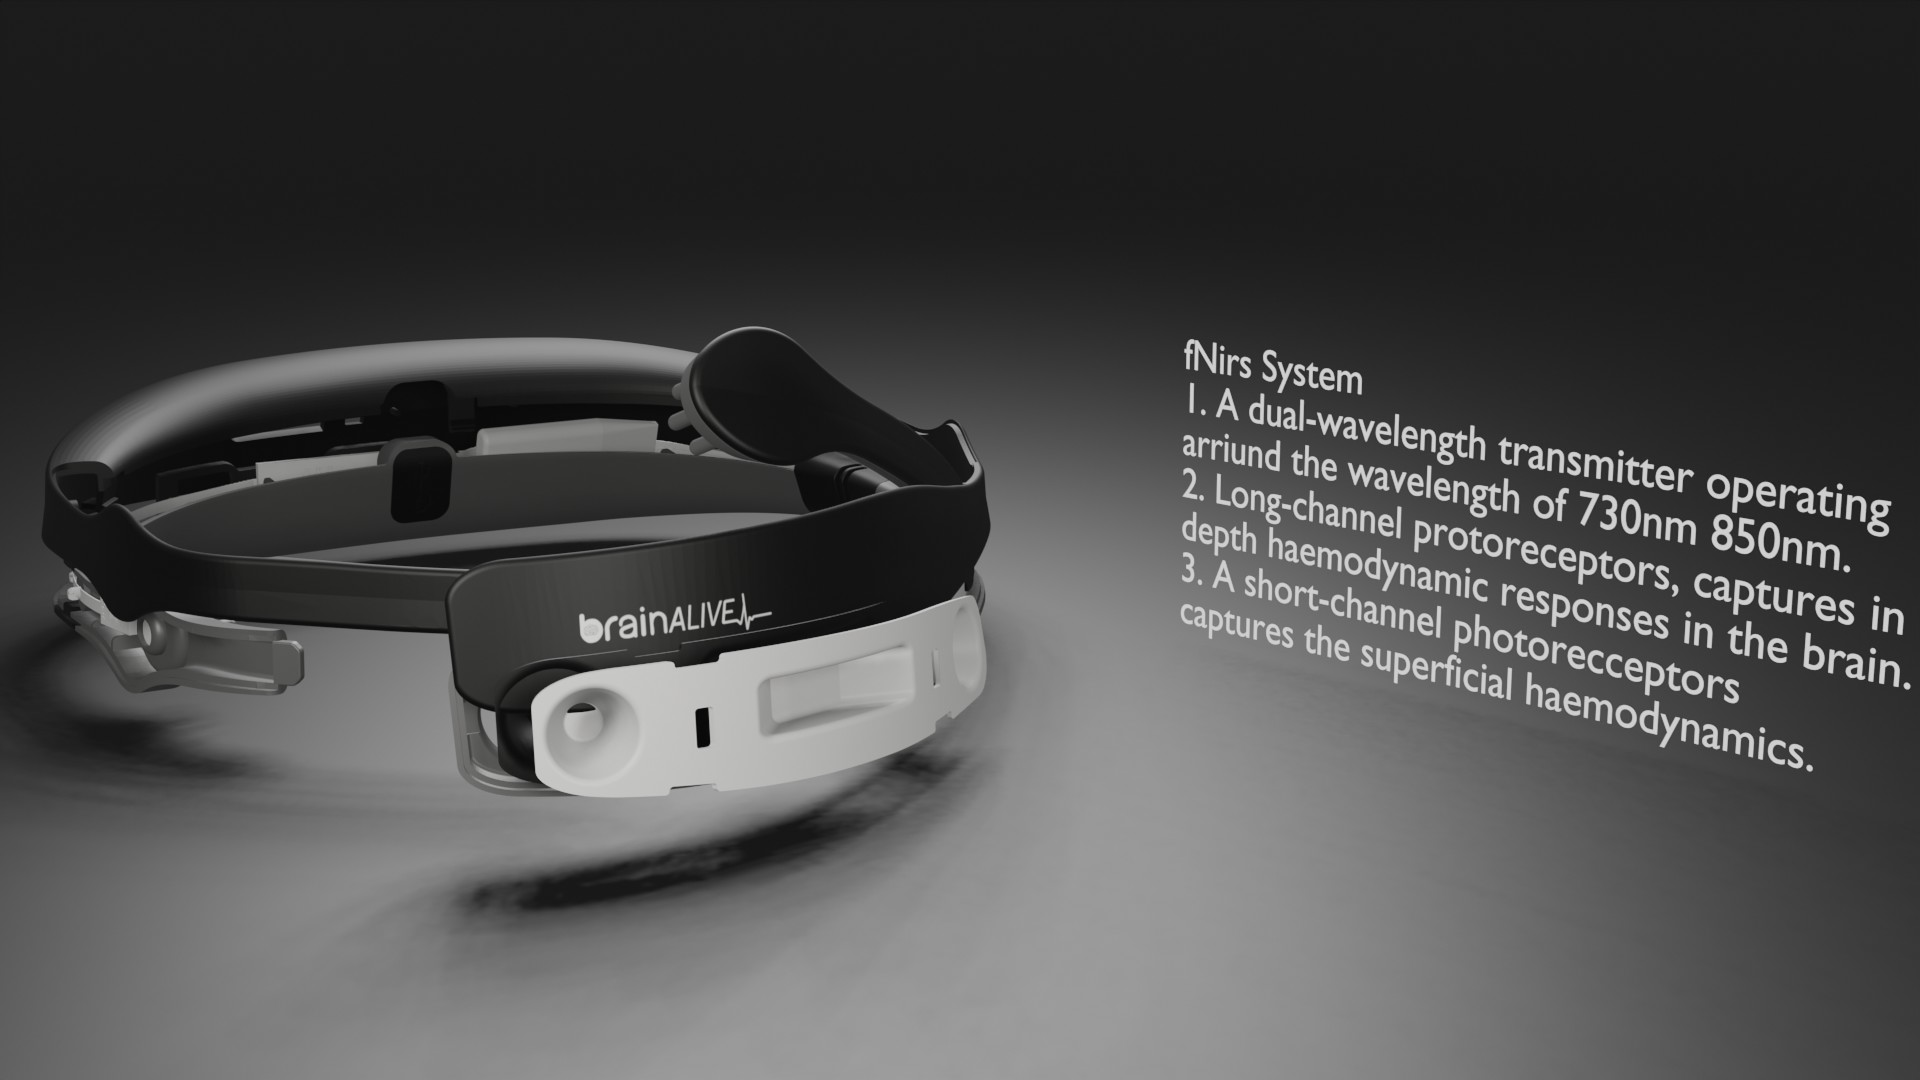 brainALIVE
fNirs System
1. A dual-wavelength transmitter operating
arriund the wavelength of 730nm 850nm.
2. Long-channel protoreceptors, captures in
depth haemodynamic responses in the brain.
3. A short-channel photorecceptors
captures the superficial haemodynamics.